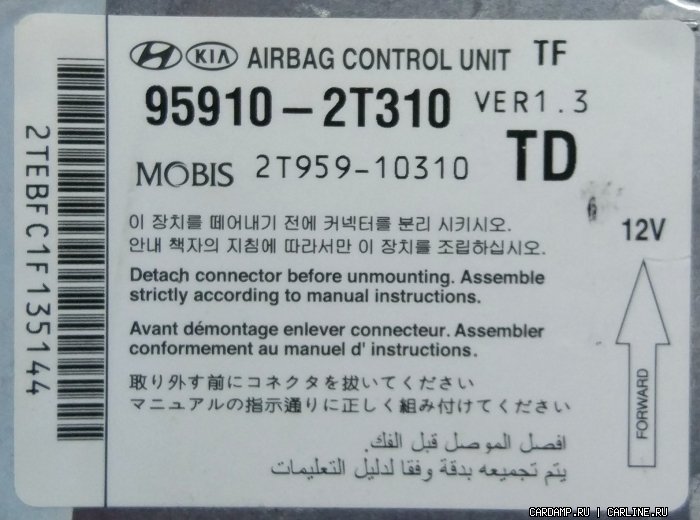 KIA AIRBAG CONTROL UNIT TF
95910-2T310 VER1.3
MOBIS 2T959-10310 TD
2TEBFC1F135144
이 장치를 떼어내기 전에 커넥터를 분리 시키시오.
안내 책자의 지침에 따라서만 이 장치를 조립하십시오.
12V
Detach connector before unmounting. Assemble
strictly according to manual instructions.
Avant démontage enlever connecteur. Assembler
conformement au manuel d' instructions.
FORWARD
取り外す前にコネクタを抜いてください
マニュアルの指示通りに正しく組み付けてください
افصل الموصل قبل الفك.
يتم تجميعه بدقة وفقا لدليل التعليمات
CARDAMP.RU | CARLINE.RU